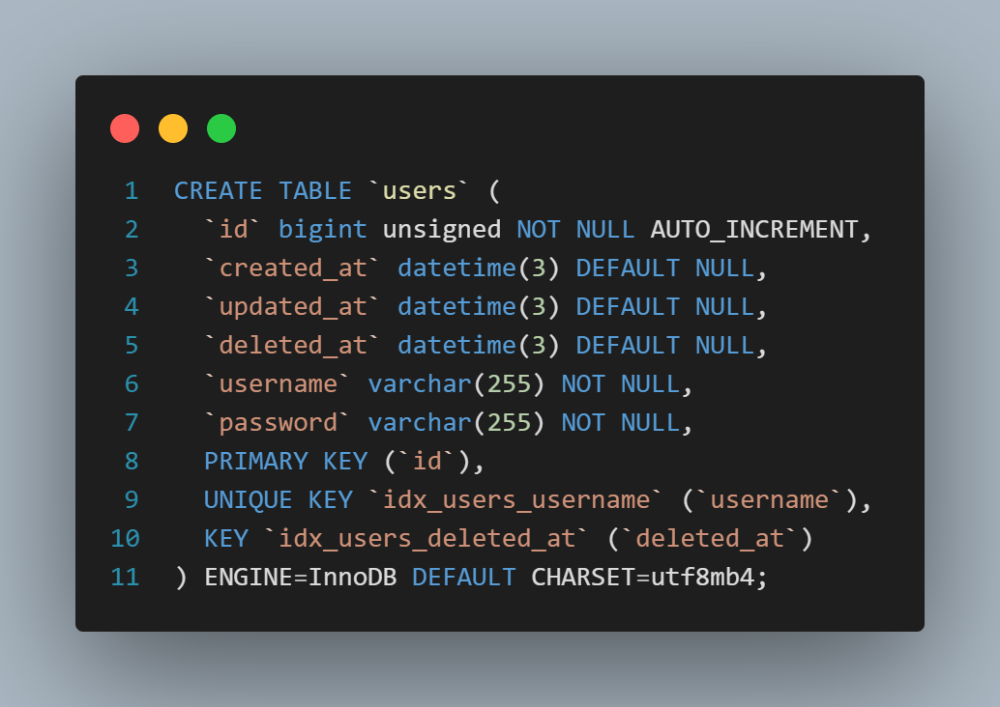 1 CREATE TABLE `users` (
2   `id` bigint unsigned NOT NULL AUTO_INCREMENT,
3   `created_at` datetime(3) DEFAULT NULL,
4   `updated_at` datetime(3) DEFAULT NULL,
5   `deleted_at` datetime(3) DEFAULT NULL,
6   `username` varchar(255) NOT NULL,
7   `password` varchar(255) NOT NULL,
8   PRIMARY KEY (`id`),
9   UNIQUE KEY `idx_users_username` (`username`),
10   KEY `idx_users_deleted_at` (`deleted_at`)
11 ) ENGINE=InnoDB DEFAULT CHARSET=utf8mb4;